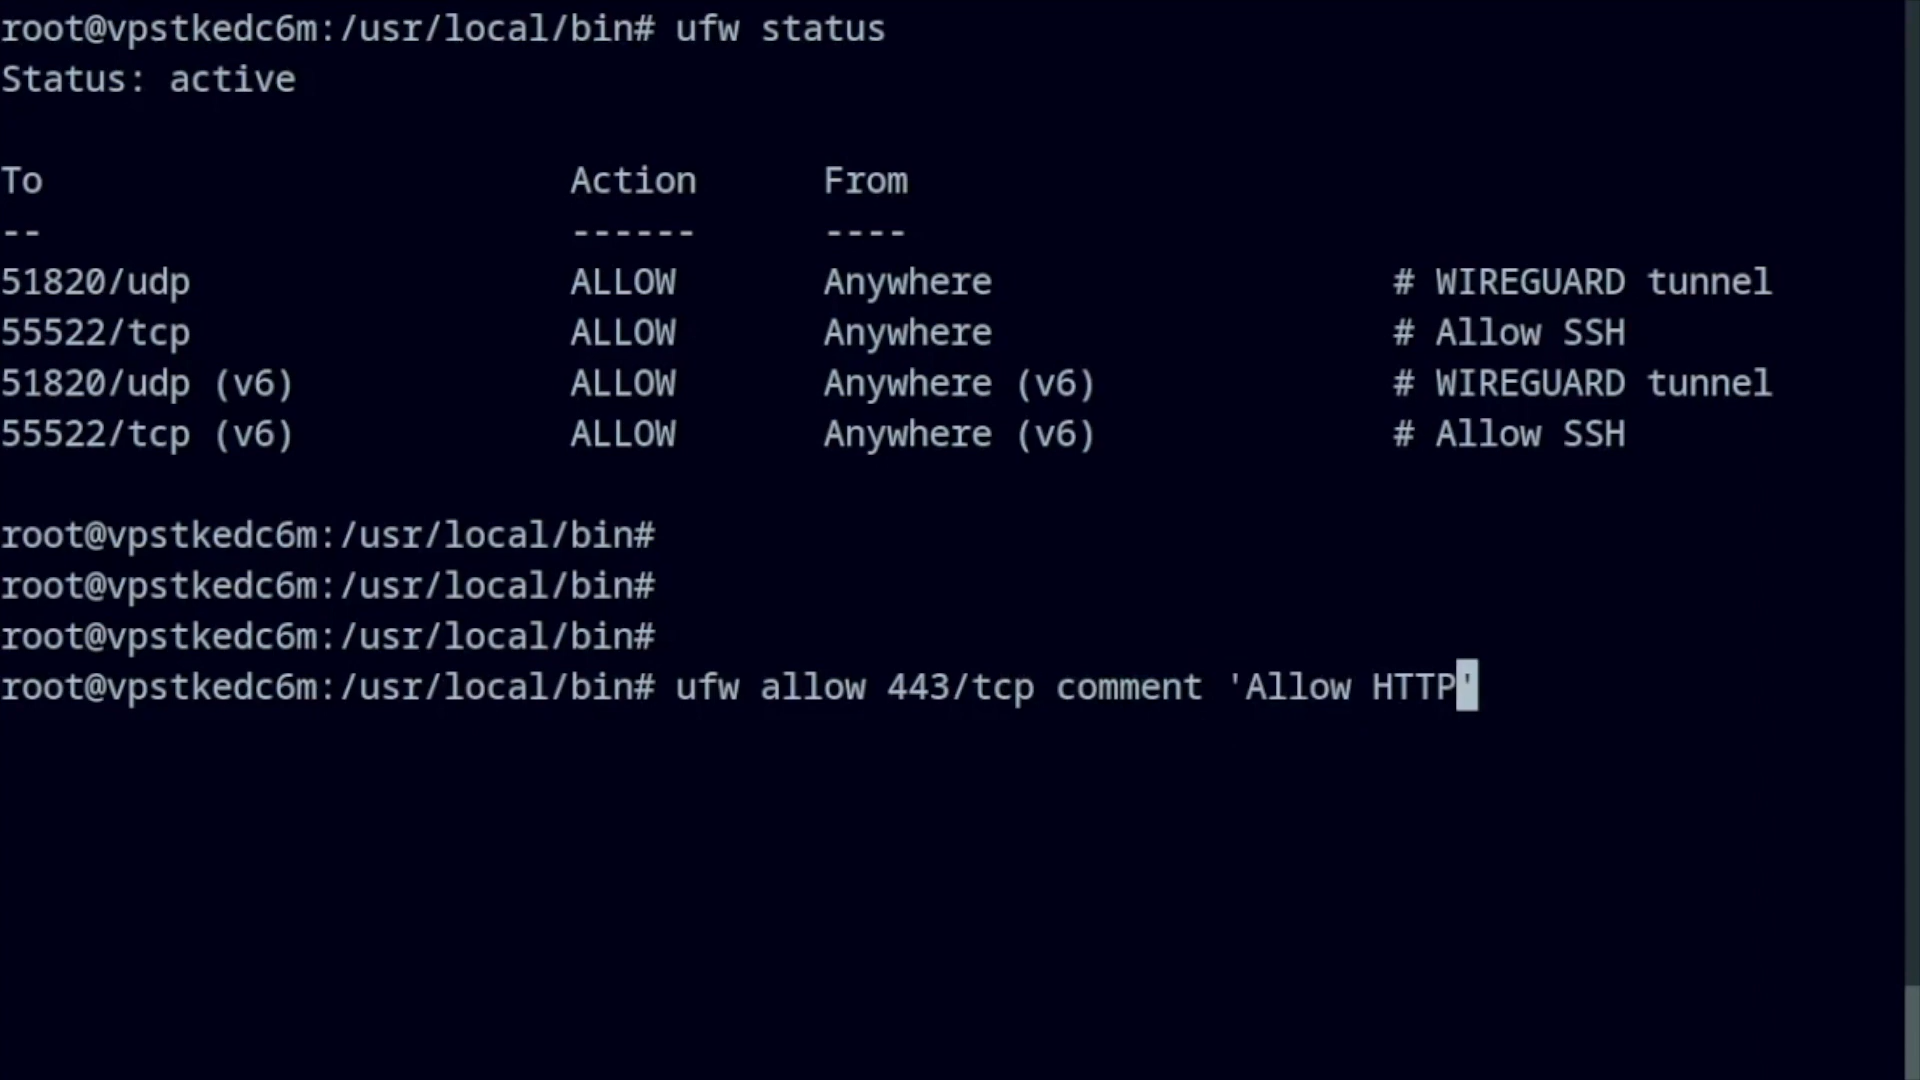 root@vpstkedc6m:/usr/local/bin# ufw status
Status: active
To Action From
-- ------ ----
51820/udp ALLOW Anywhere # WIREGUARD tunnel
55522/tcp ALLOW Anywhere # Allow SSH
51820/udp (v6) ALLOW Anywhere (v6) # WIREGUARD tunnel
55522/tcp (v6) ALLOW Anywhere (v6) # Allow SSH
root@vpstkedc6m:/usr/local/bin#
root@vpstkedc6m:/usr/local/bin#
root@vpstkedc6m:/usr/local/bin#
root@vpstkedc6m:/usr/local/bin# ufw allow 443/tcp comment 'Allow HTTP'